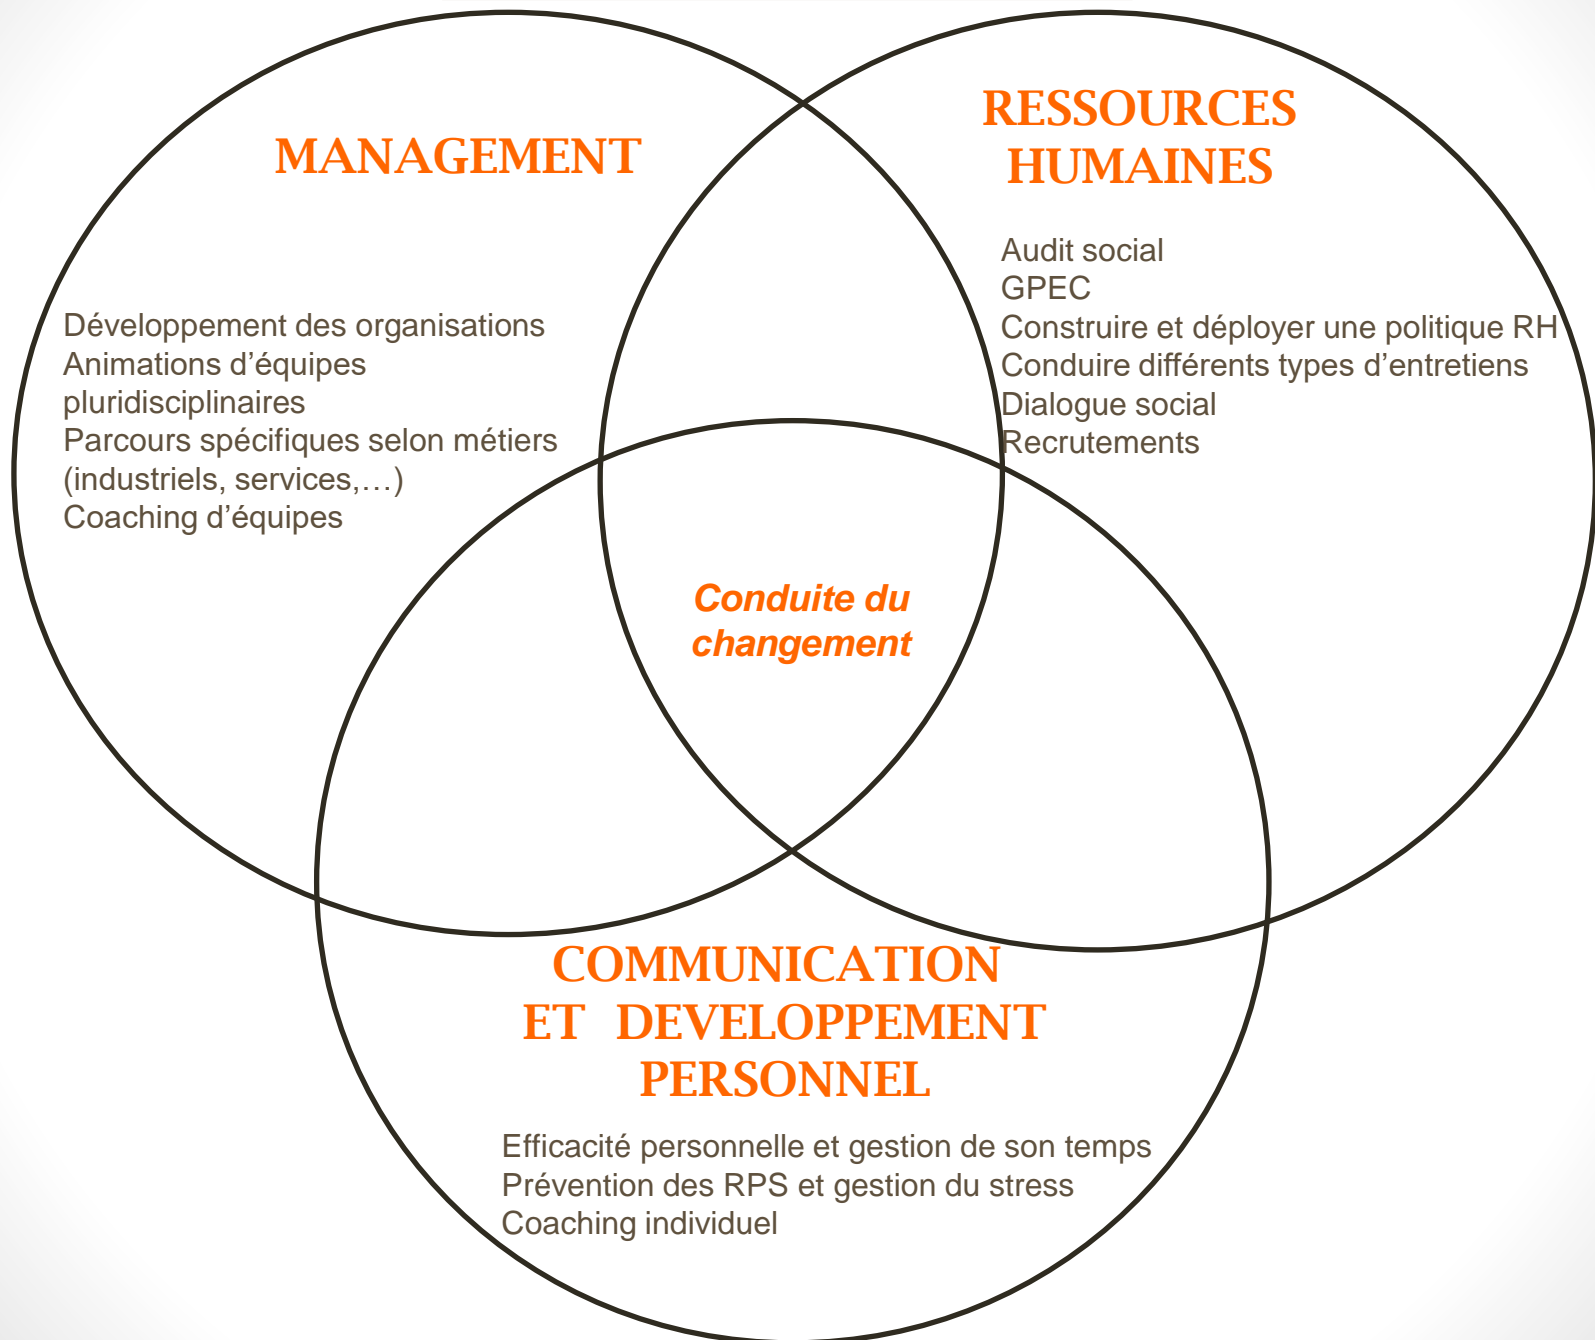 MANAGEMENT
Développement des organisations
Animations d’équipes
pluridisciplinaires
Parcours spécifiques selon métiers
(industriels, services,…)
Coaching d’équipes
RESSOURCES
HUMAINES
Audit social
GPEC
Construire et déployer une politique RH
Conduire différents types d’entretiens
Dialogue social
Recrutements
Conduite du
changement
COMMUNICATION
ET DEVELOPPEMENT
PERSONNEL
Efficacité personnelle et gestion de son temps
Prévention des RPS et gestion du stress
Coaching individuel